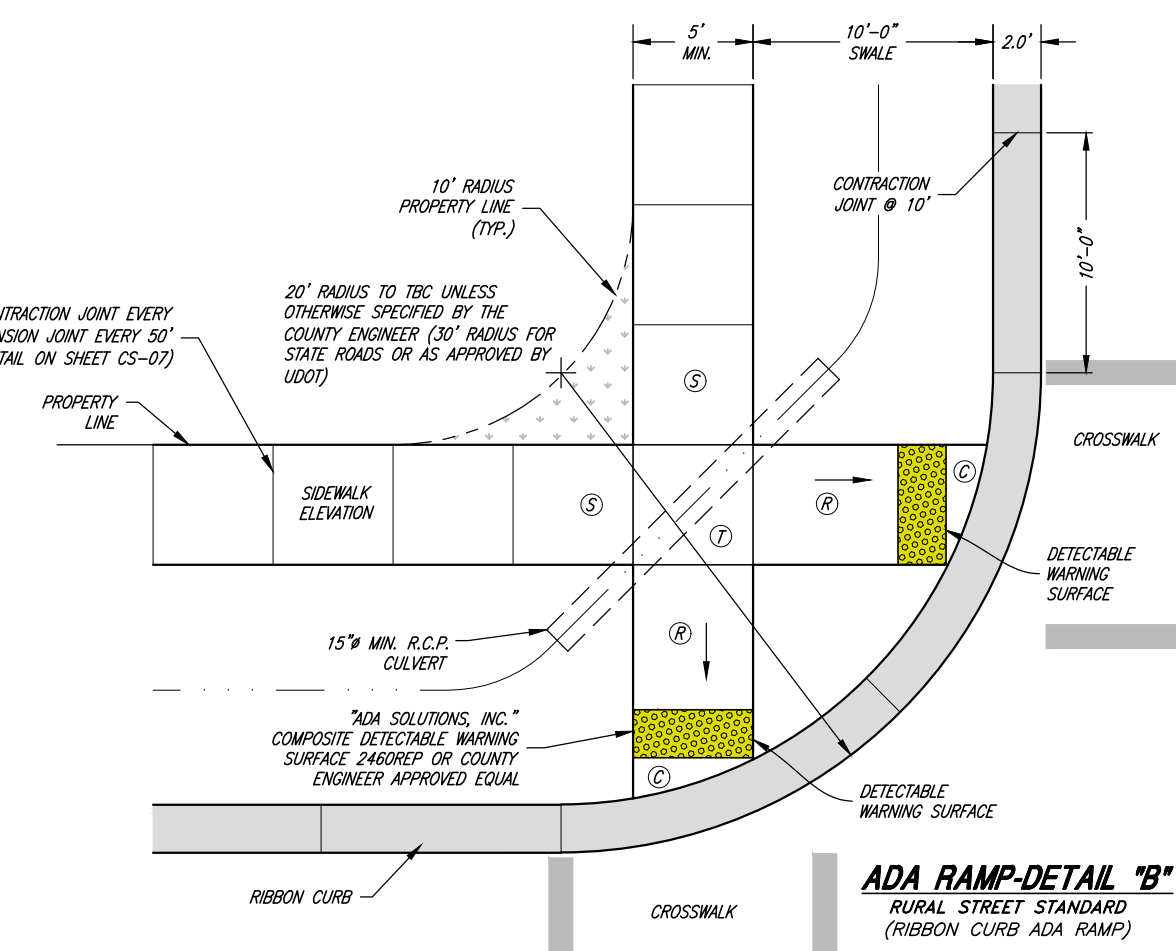 5'
MIN.
10'-0"
SWALE
2.0'
10' RADIUS
PROPERTY LINE
(TYP.)
CONTRACTION
JOINT @ 10'
10'-0"
20' RADIUS TO TBC UNLESS
OTHERWISE SPECIFIED BY THE
COUNTY ENGINEER (30' RADIUS FOR
STATE ROADS OR AS APPROVED BY
UDOT)
JOINT EVERY
JOINT EVERY 50'
ON SHEET CS-07)
PROPERTY
LINE
S
CROSSWALK
SIDEWALK
ELEVATION
S
R
C
T
DETECTABLE
WARNING
SURFACE
15"Ø MIN. R.C.P.
CULVERT
R
"ADA SOLUTIONS, INC."
COMPOSITE DETECTABLE WARNING
SURFACE 2460REP OR COUNTY
ENGINEER APPROVED EQUAL
C
DETECTABLE
WARNING SURFACE
RIBBON CURB
CROSSWALK
ADA RAMP-DETAIL "B"
RURAL STREET STANDARD
(RIBBON CURB ADA RAMP)